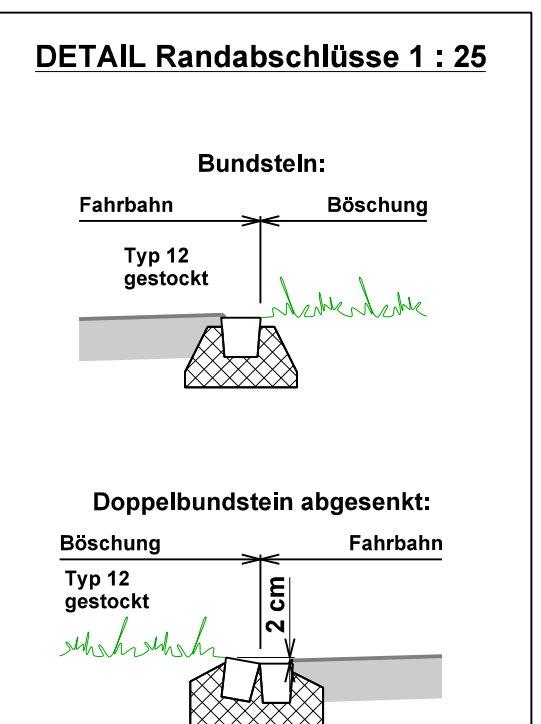 DETAIL Randabschlüsse 1 : 25
Bundsteln:
Fahrbahn
Böschung
Typ 12
gestockt
Doppelbundstein abgesenkt:
Böschung
Fahrbahn
Typ 12
gestockt
2 cm